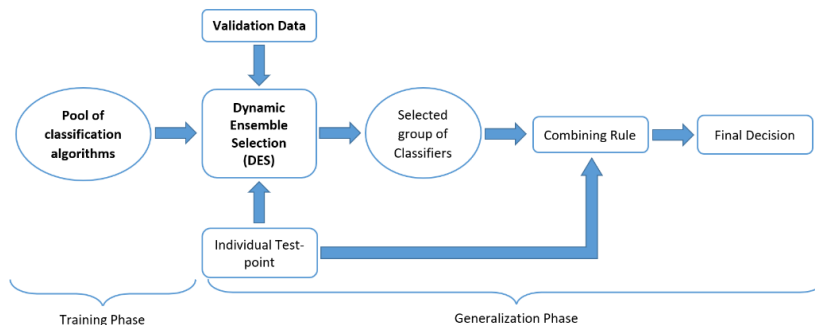 Validation Data
Pool of
classification
algorithms
Dynamic
Ensemble
Selection
(DES)
Selected
group of
Classifiers
Combining Rule
Final Decision
Individual Test-
point
Training Phase
Generalization Phase